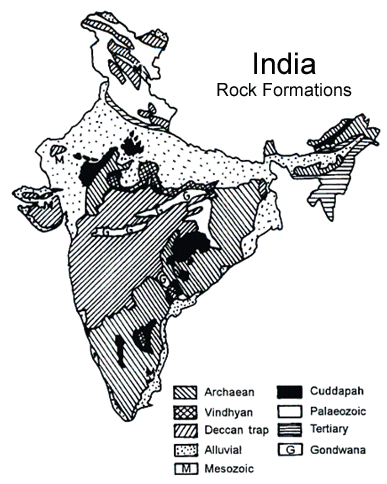 India
Rock Formations
M
M
M
G
G
G
G
M
Archaean
Vindhyan
Deccan trap
Alluvial
M Mesozoic
Cuddapah
Palaeozoic
Tertiary
G Gondwana